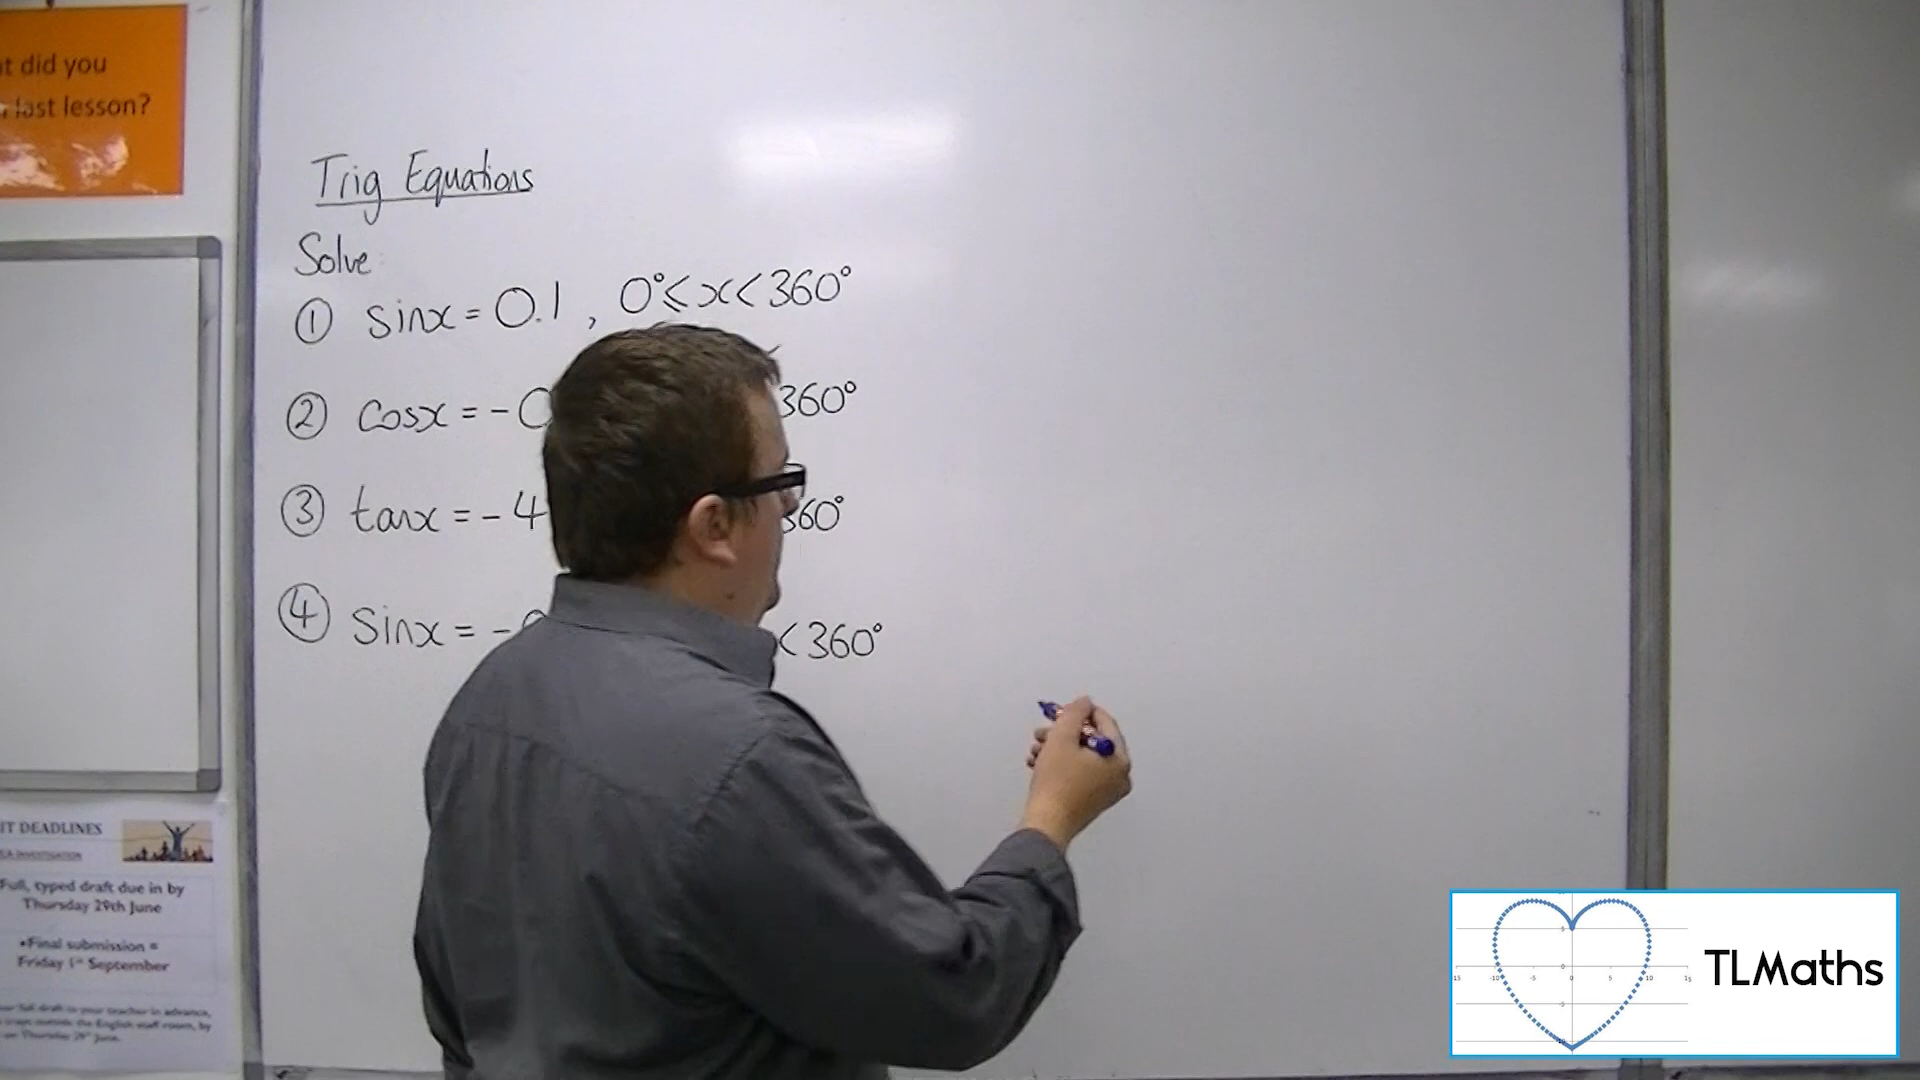 t did you
last lesson?
Trig Equations
Solve
① sinx = 0.1 , 0° ≤ x < 360°
② cosx = -0 360°
③ tanx = -4 360°
④ sinx = - < 360°
IT DEADLINES
Full, typed draft due in by
Thursday 29th June
•Final submission =
Friday 1st September
TLMaths